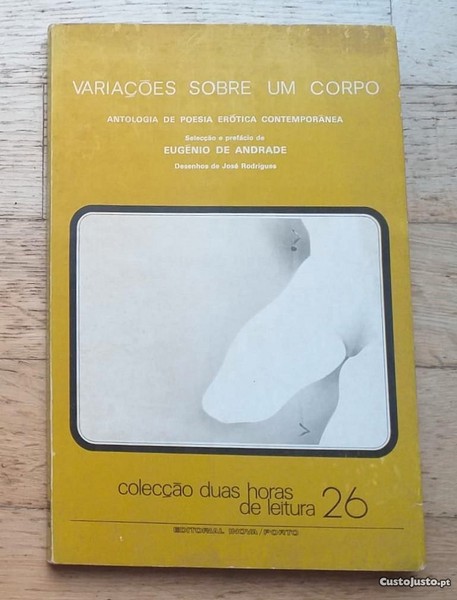 VARIAÇÕES SOBRE UM CORPO
ANTOLOGIA DE POESIA ERÓTICA CONTEMPORÂNEA
Selecção e prefácio de
EUGÉNIO DE ANDRADE
Desenhos de José Rodrigues
colecção duas horas
de leitura 26
EDITORIAL INOVA/PORTO
Custojusto.pt